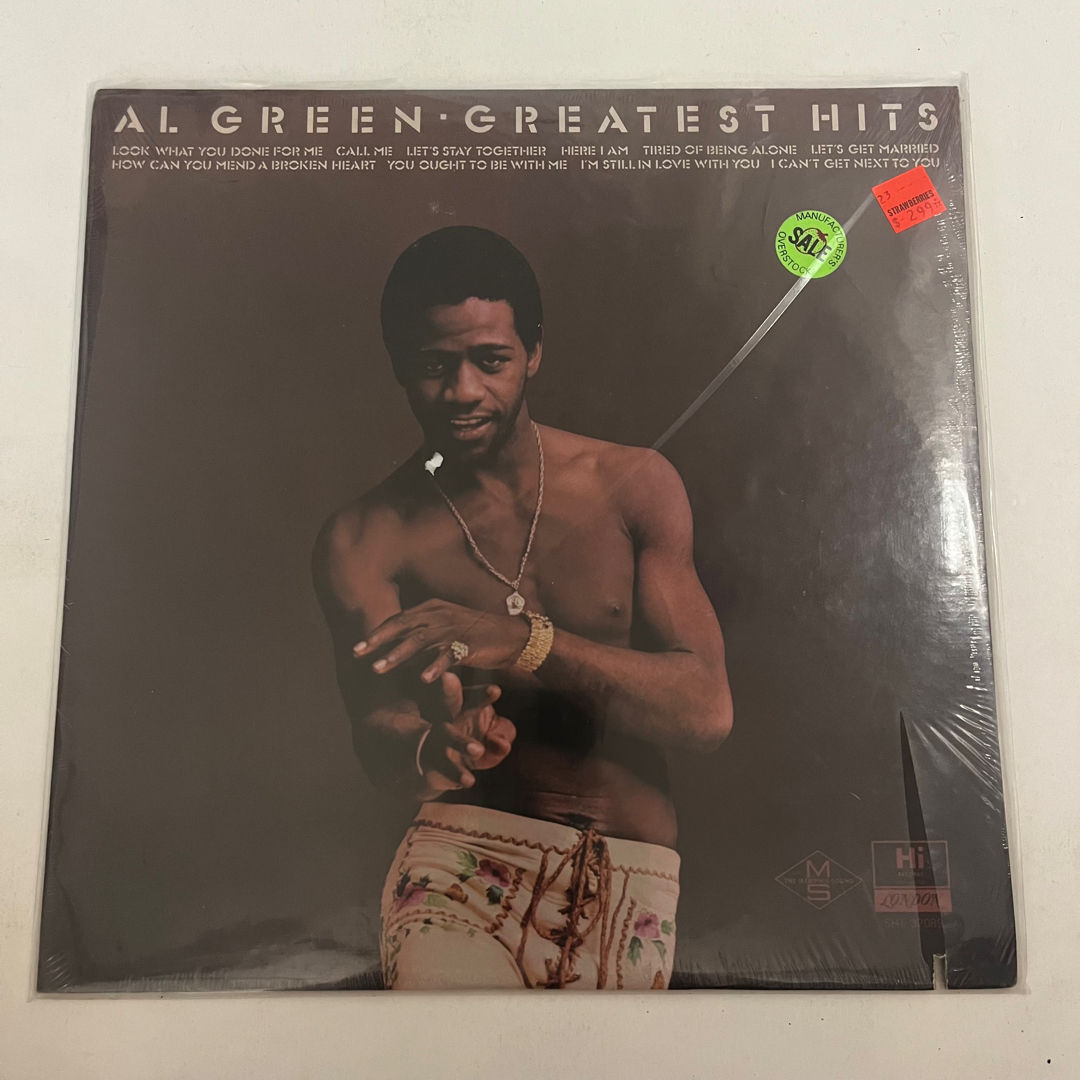 AL GREEN · GREATEST HITS
LOOK WHAT YOU DONE FOR ME CALL ME LET'S STAY TOGETHER HERE I AM TIRED OF BEING ALONE LET'S GET MARRIED
HOW CAN YOU MEND A BROKEN HEART YOU OUGHT TO BE WITH ME I'M STILL IN LOVE WITH YOU I CAN'T GET NEXT TO YOU
23
STRAWBERRIES
$ 2.99
MANUFACTURER'S
SALE
OVERSTOCK
M
S
Hi
LONDON